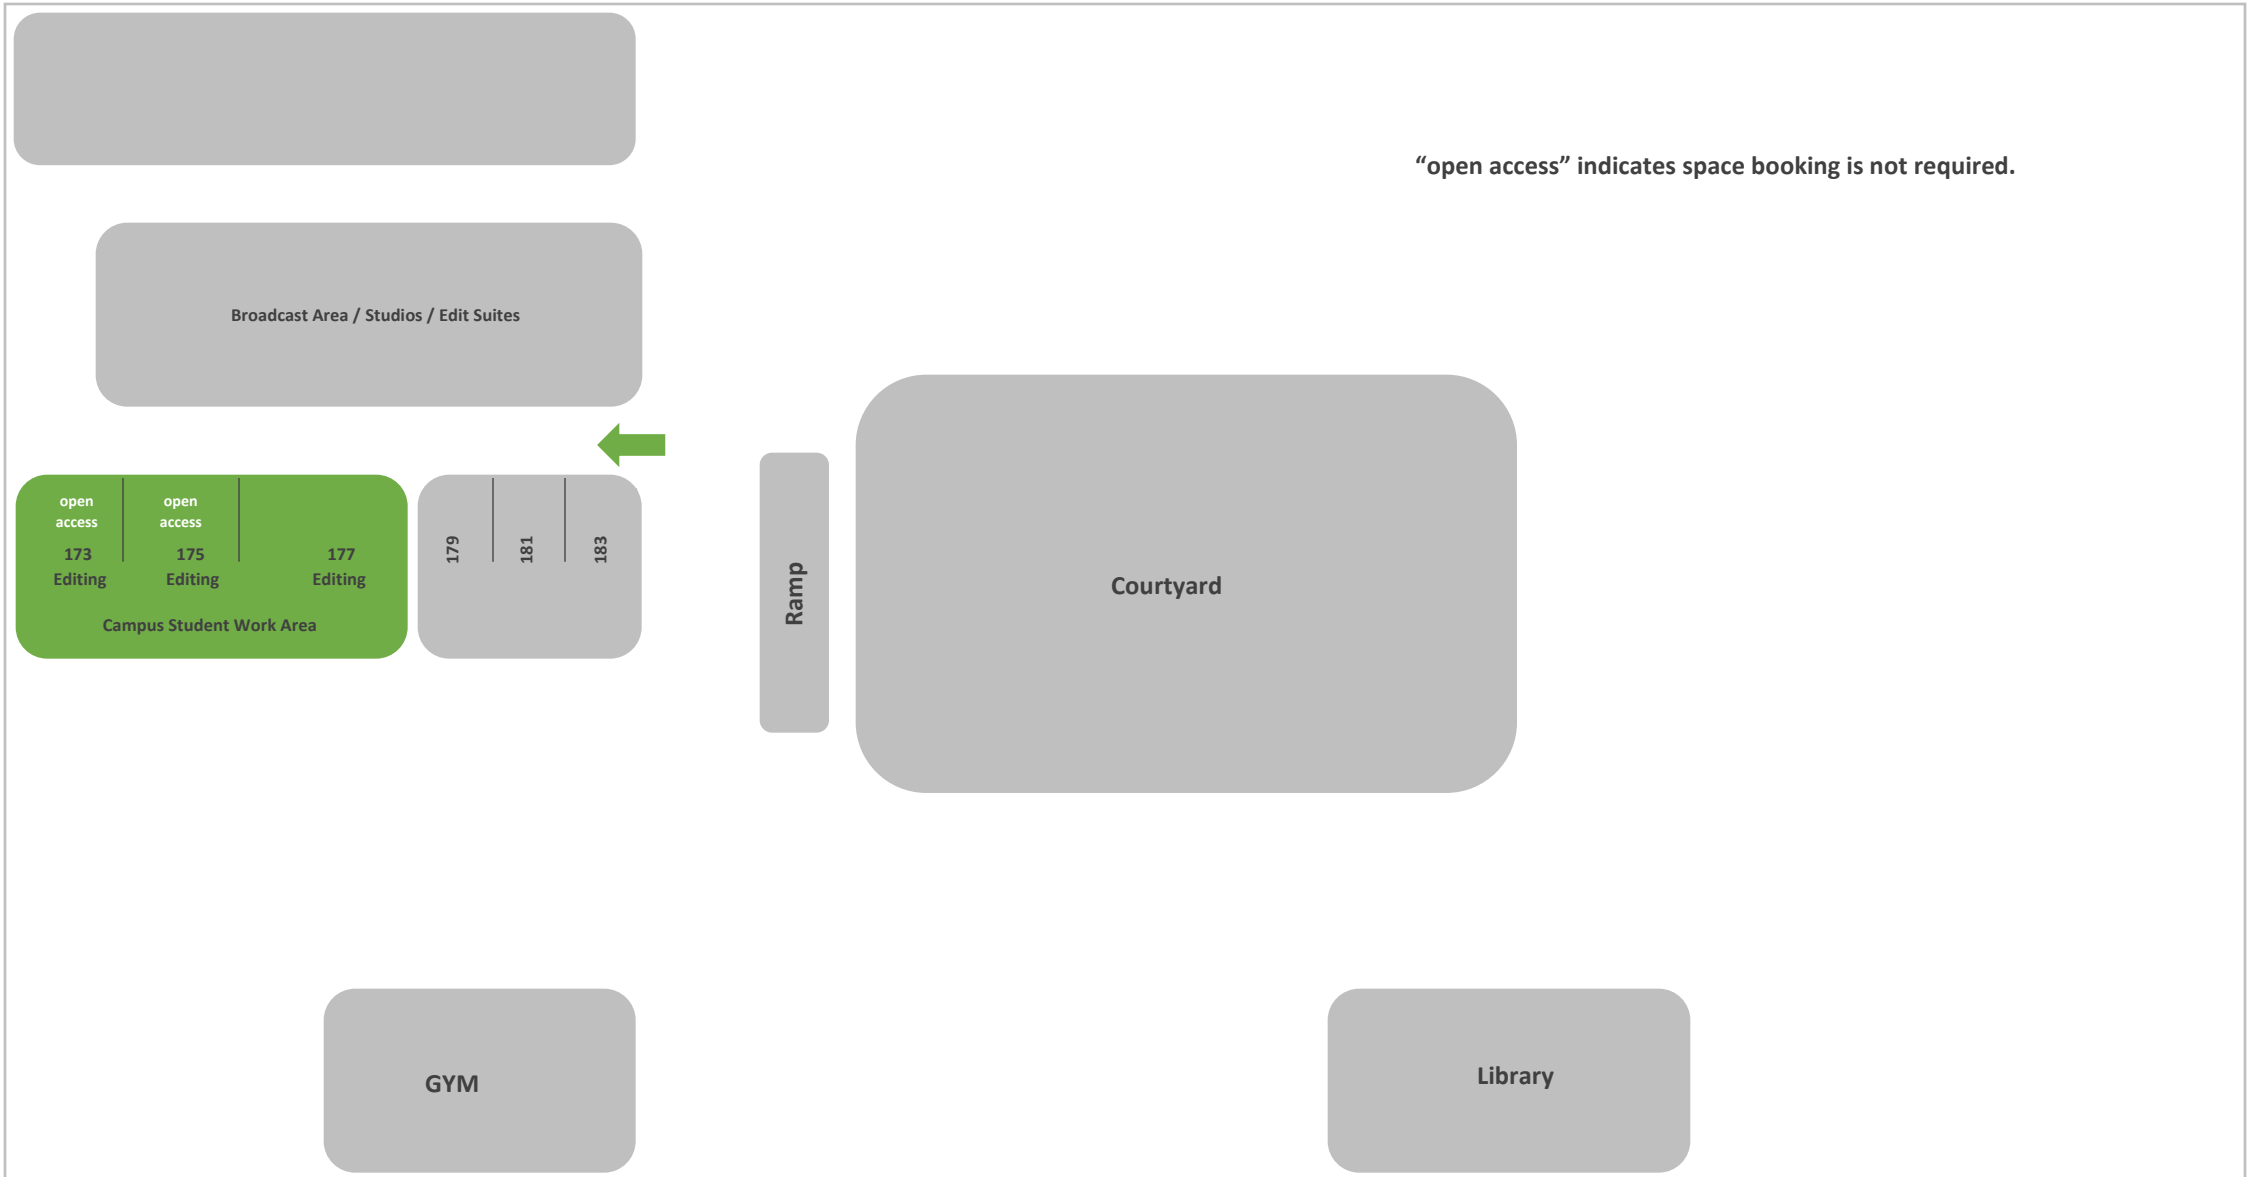 “open access” indicates space booking is not required.
Broadcast Area / Studios / Edit Suites
open
access
173
Editing
open
access
175
Editing
177
Editing
Campus Student Work Area
179
181
183
Ramp
Courtyard
GYM
Library